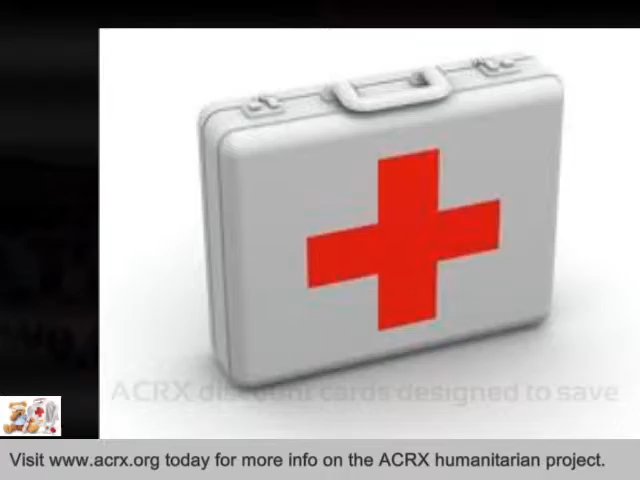 ACRX discount cards designed to save
Visit www.acrx.org today for more info on the ACRX humanitarian project.